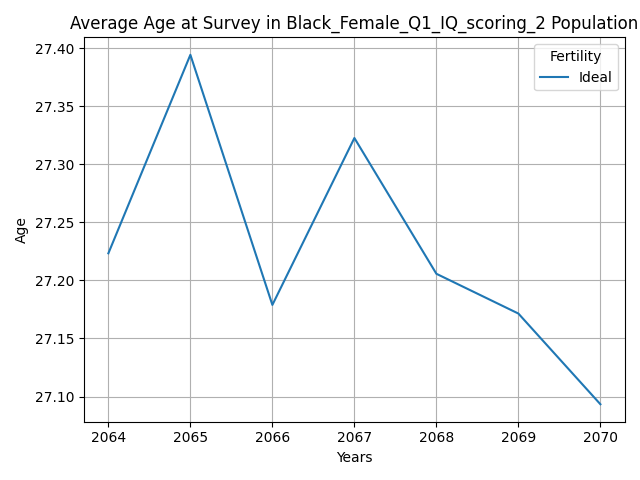 Average Age at Survey in Black_Female_Q1_IQ_scoring_2 Population
Fertility
Ideal
27.40
27.35
27.30
27.25
27.20
27.15
27.10
Age
2064 2065 2066 2067 2068 2069 2070
Years